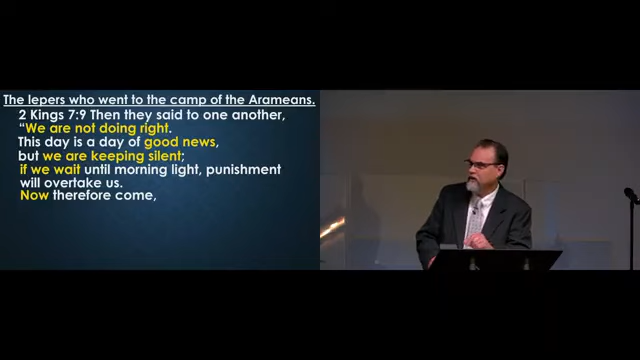 The lepers who went to the camp of the Arameans.
2 Kings 7:9 Then they said to one another,
“We are not doing right.
This day is a day of good news,
but we are keeping silent;
if we wait until morning light, punishment
will overtake us.
Now therefore come,